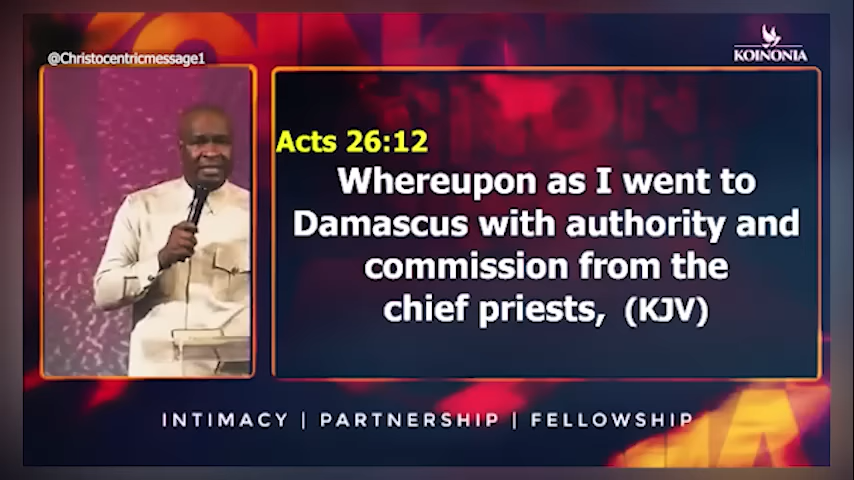 @Christocentricmessage1
KOINONIA
Acts 26:12
Whereupon as I went to
Damascus with authority and
commission from the
chief priests, (KJV)
INTIMACY | PARTNERSHIP | FELLOWSHIP